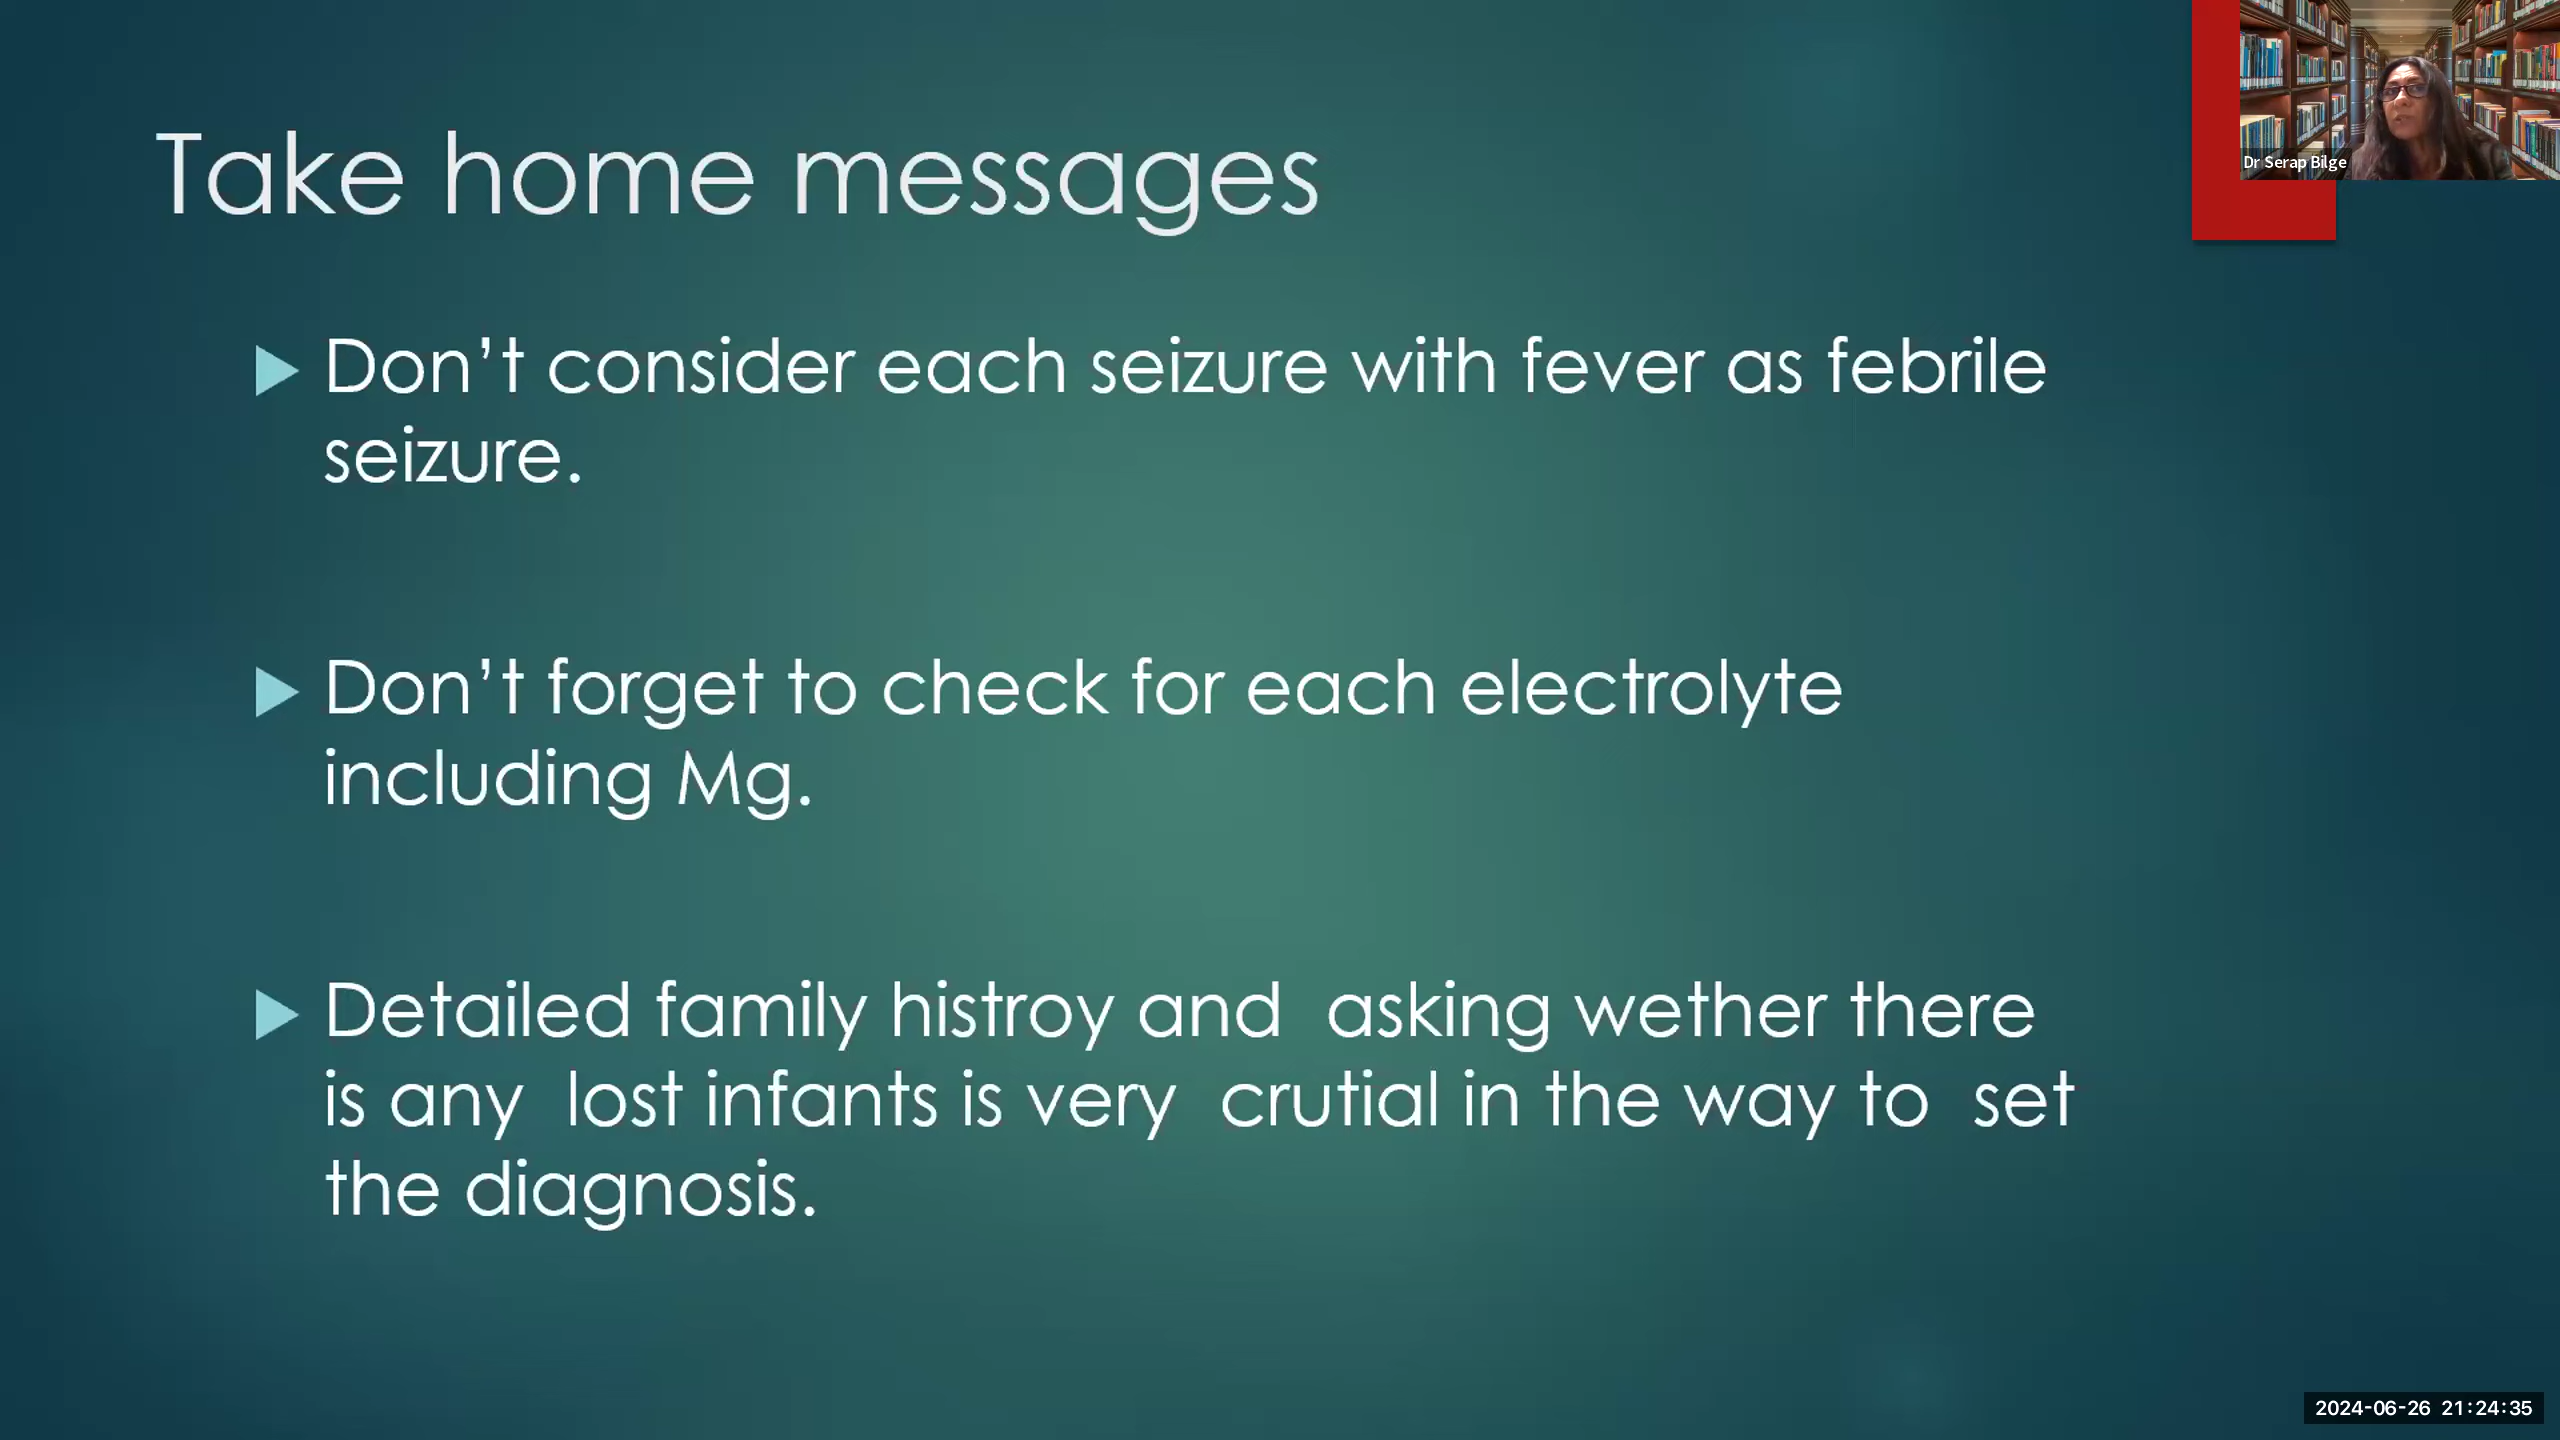 Take home messages
Dr Serap Bilge
Don’t consider each seizure with fever as febrile
seizure.
Don’t forget to check for each electrolyte
including Mg.
Detailed family histroy and  asking wether there
is any  lost infants is very  crutial in the way to  set
the diagnosis.
2024-06-26 21:24:35